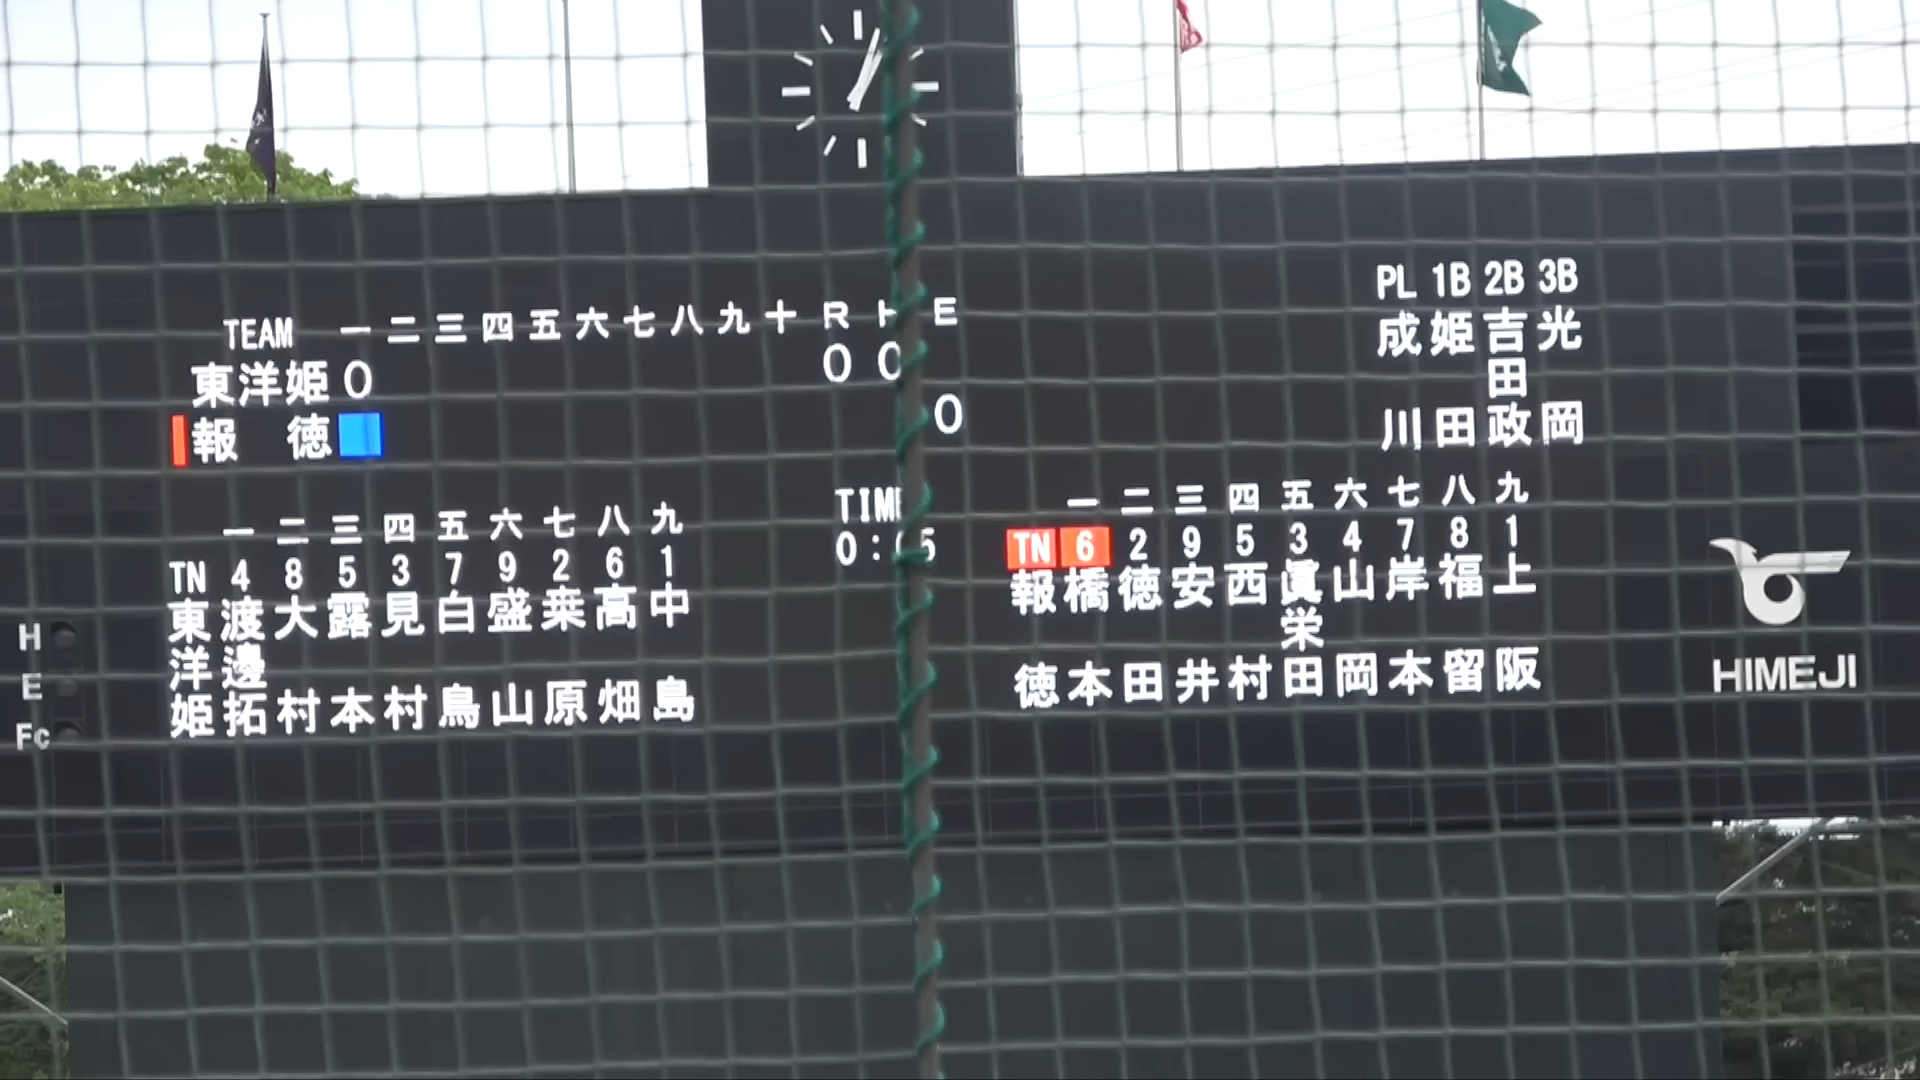 TEAM 一 二 三 四 五 六 七 八 九 十 R H E
東洋姫 0 0 0
報 徳 0
PL 1B 2B 3B
成 姫 吉 光
田
川 田 政 岡
TIME
一 二 三 四 五 六 七 八 九
TN 4 8 5 3 7 9 2 6 1
東 渡 大 露 見 白 盛 桒 高 中
洋 邊
姫 拓 村 本 村 鳥 山 原 畑 島
一 二 三 四 五 六 七 八 九
TN 6 2 9 5 3 4 7 8 1
報 橋 徳 安 西 眞 山 岸 福 上
栄
徳 本 田 井 村 田 岡 本 留 阪
H
E
Fc
HIMEJI